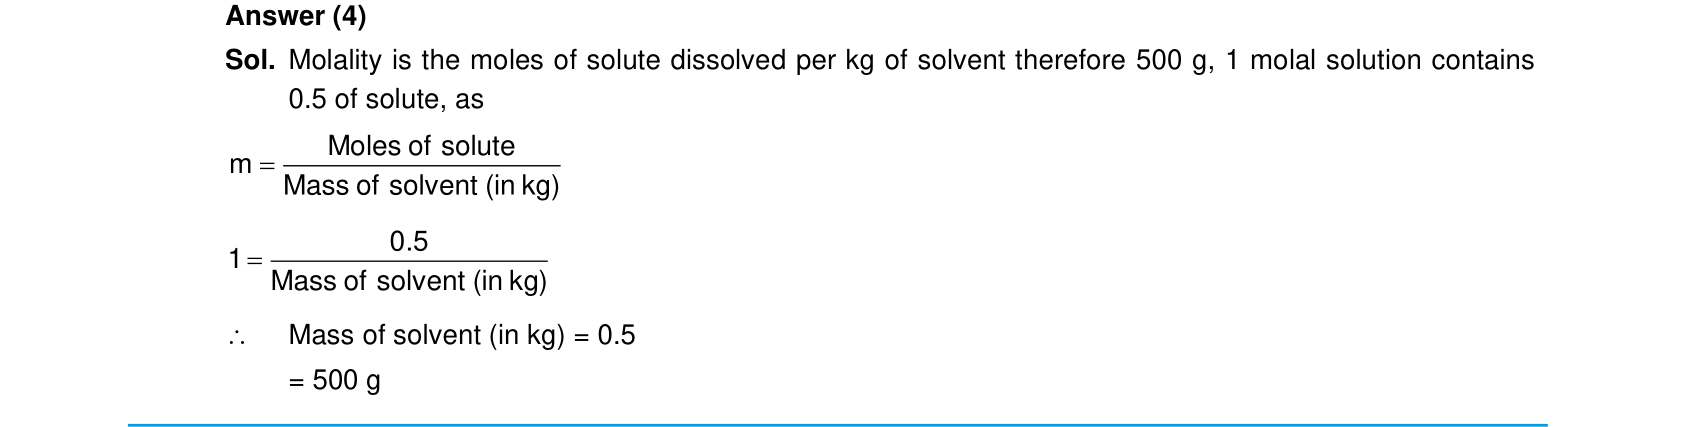 Answer (4)
Sol. Molality is the moles of solute dissolved per kg of solvent therefore 500 g, 1 molal solution contains
0.5 of solute, as
m = Moles of solute / Mass of solvent (in kg)
1 = 0.5 / Mass of solvent (in kg)
∴ Mass of solvent (in kg) = 0.5
= 500 g